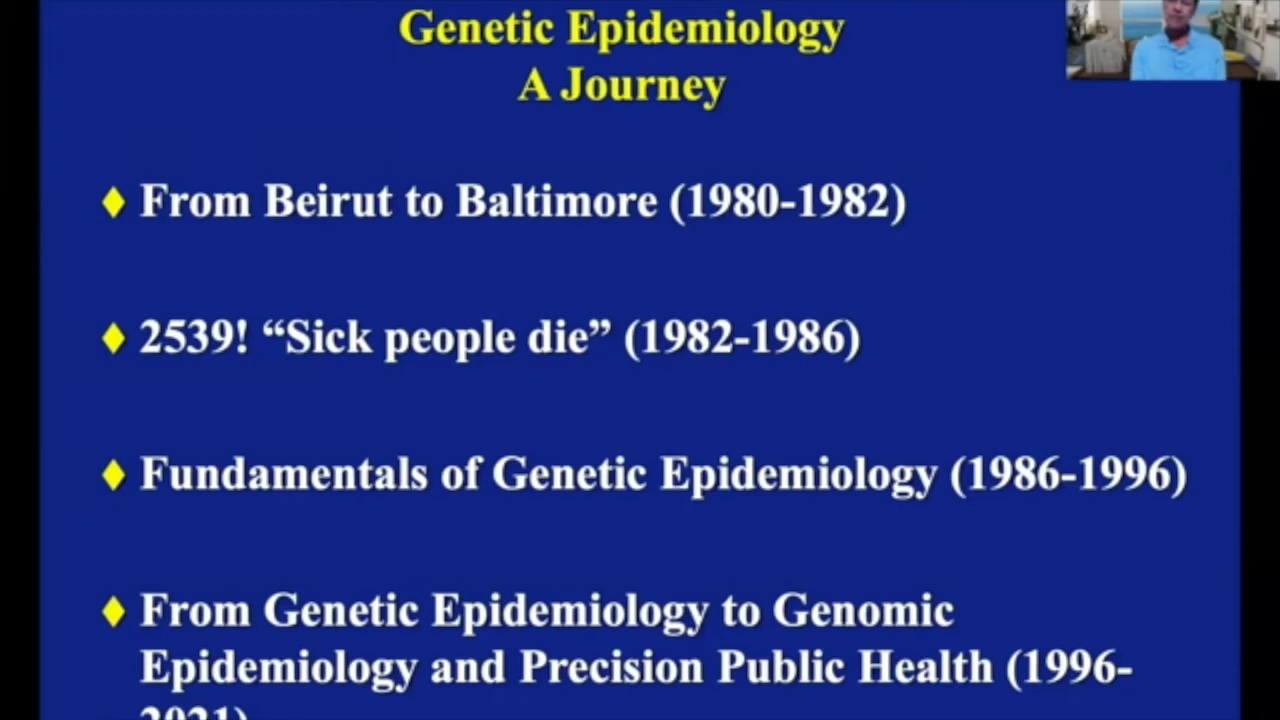 Genetic Epidemiology
A Journey
From Beirut to Baltimore (1980-1982)
2539! “Sick people die” (1982-1986)
Fundamentals of Genetic Epidemiology (1986-1996)
From Genetic Epidemiology to Genomic
Epidemiology and Precision Public Health (1996-
2021)